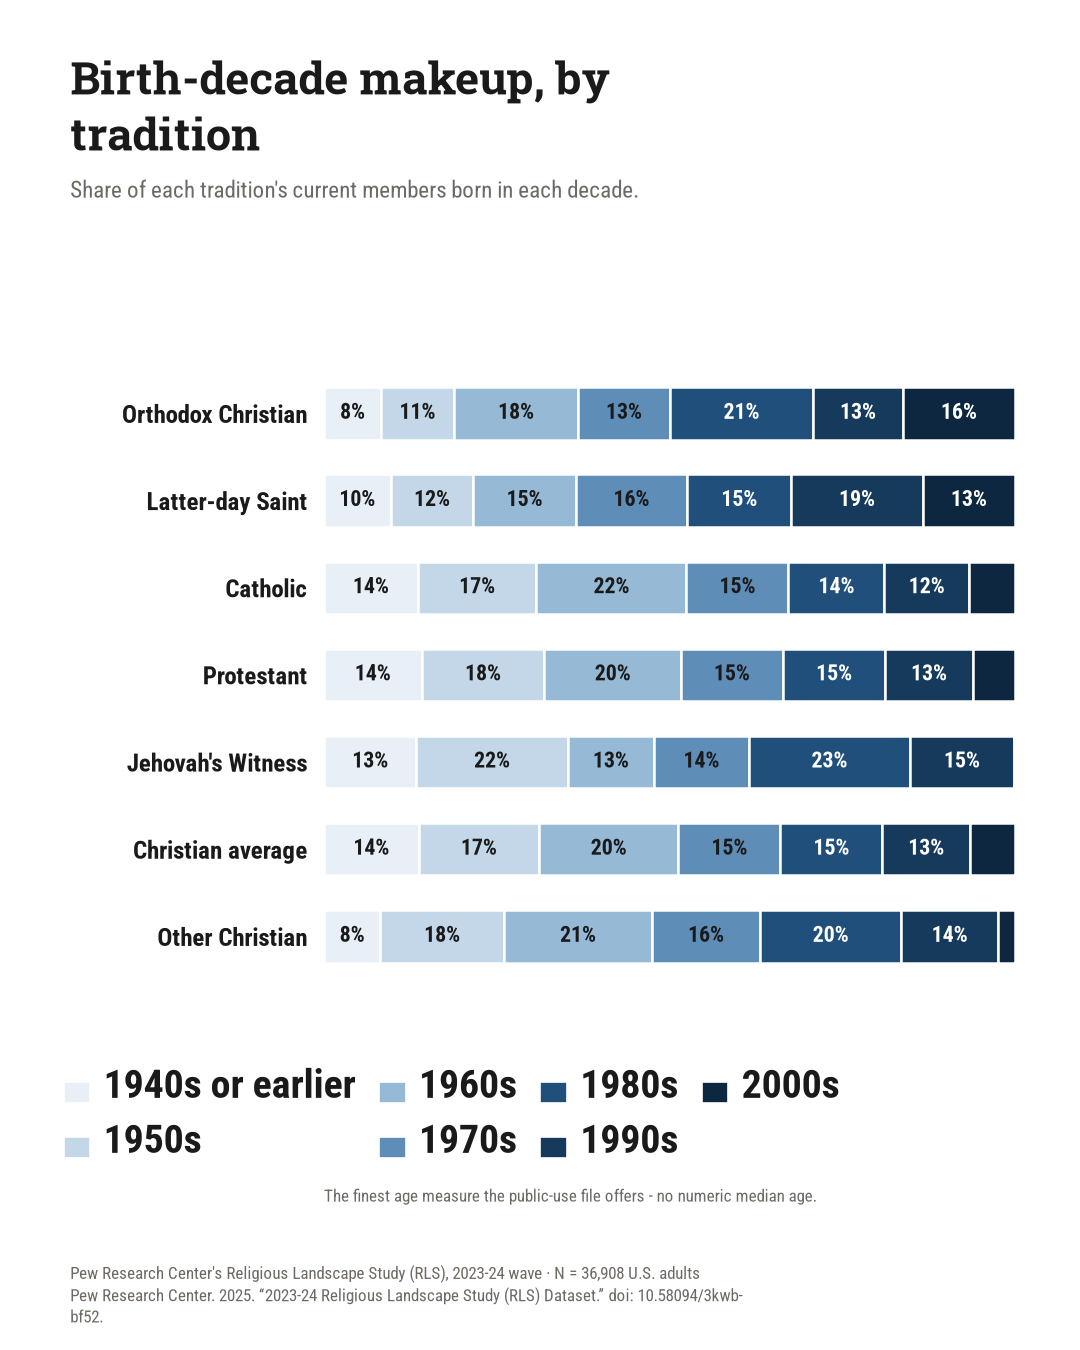 Birth-decade makeup, by
tradition
Share of each tradition's current members born in each decade.
Orthodox Christian 8% 11% 18% 13% 21% 13% 16%
Latter-day Saint 10% 12% 15% 16% 15% 19% 13%
Catholic 14% 17% 22% 15% 14% 12%
Protestant 14% 18% 20% 15% 15% 13%
Jehovah's Witness 13% 22% 13% 14% 23% 15%
Christian average 14% 17% 20% 15% 15% 13%
Other Christian 8% 18% 21% 16% 20% 14%
1940s or earlier 1960s 1980s 2000s
1950s 1970s 1990s
The finest age measure the public-use file offers - no numeric median age.
Pew Research Center's Religious Landscape Study (RLS), 2023-24 wave · N = 36,908 U.S. adults
Pew Research Center. 2025. “2023-24 Religious Landscape Study (RLS) Dataset.” doi: 10.58094/3kwb-
bf52.